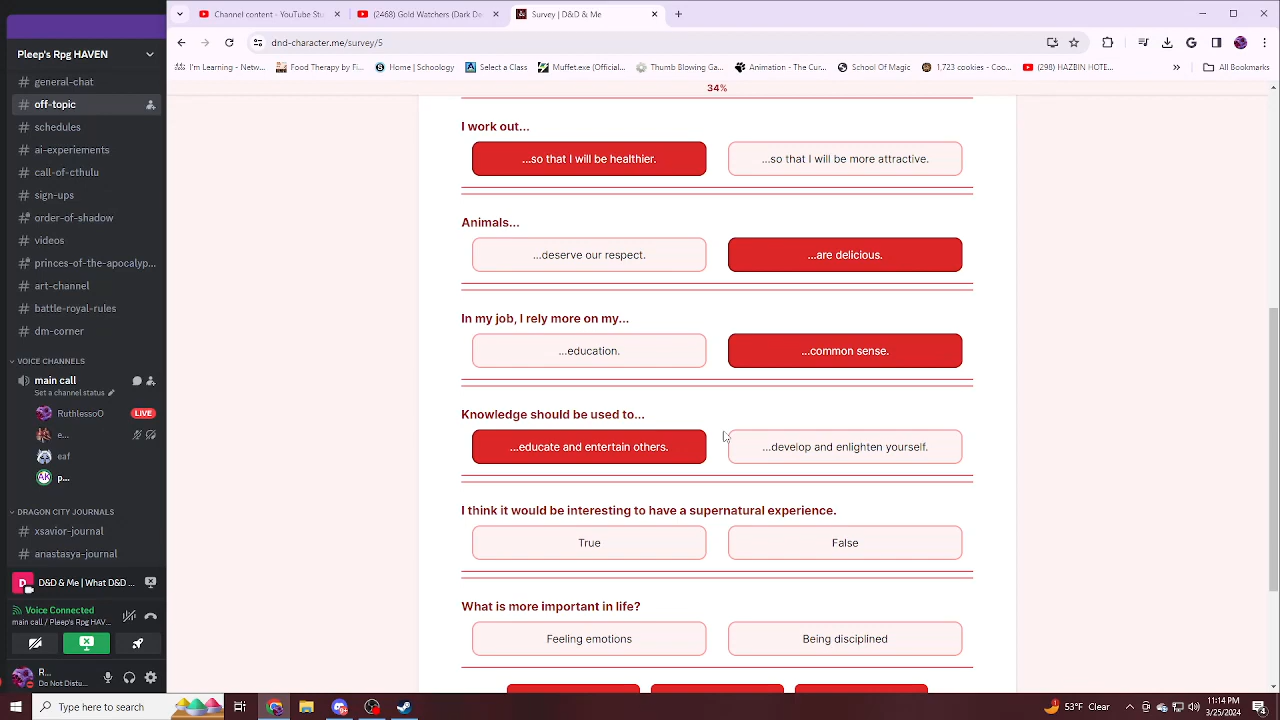 Pleep's Rpg HAVEN
# general-chat
# off-topic
# schedules
# ai-experiements
# call-of-cthulu
# sign-ups
# order-of-shadow
# videos
# princes-of-the-apocalyp...
# art-channel
# battle-royal-rules
# dm-corner
VOICE CHANNELS
main call
Set a channel status
RuthlessoO LIVE
e...
eaf
p...
DRAGON CITY JOURNALS
# xsavior-journal
# anastasya-journal
D&D & Me | What D&D ...
Voice Connected
main call / Pleep's Rpg HAV...
R...
Do Not Distu...
Channel content - YouTube Stu
(2468) Gold Watchers (Dark De
Survey | D&D & Me
dnd-character.me/survey/5
I'm Learning - Netw...
Food Therapy by Fi...
Home | Schoology
Select a Class
Muffet.exe (Official...
Thumb Blowing Ga...
Animation - The Cur...
School Of Magic
1,723 cookies - Coo...
(298) HAZBIN HOTE...
All Bookmarks
34%
I work out...
...so that I will be healthier.
...so that I will be more attractive.
Animals...
...deserve our respect.
...are delicious.
In my job, I rely more on my...
...education.
...common sense.
Knowledge should be used to...
...educate and entertain others.
...develop and enlighten yourself.
I think it would be interesting to have a supernatural experience.
True
False
What is more important in life?
Feeling emotions
Being disciplined
Type here to search
53°F Clear
11:14 PM
3/25/2024